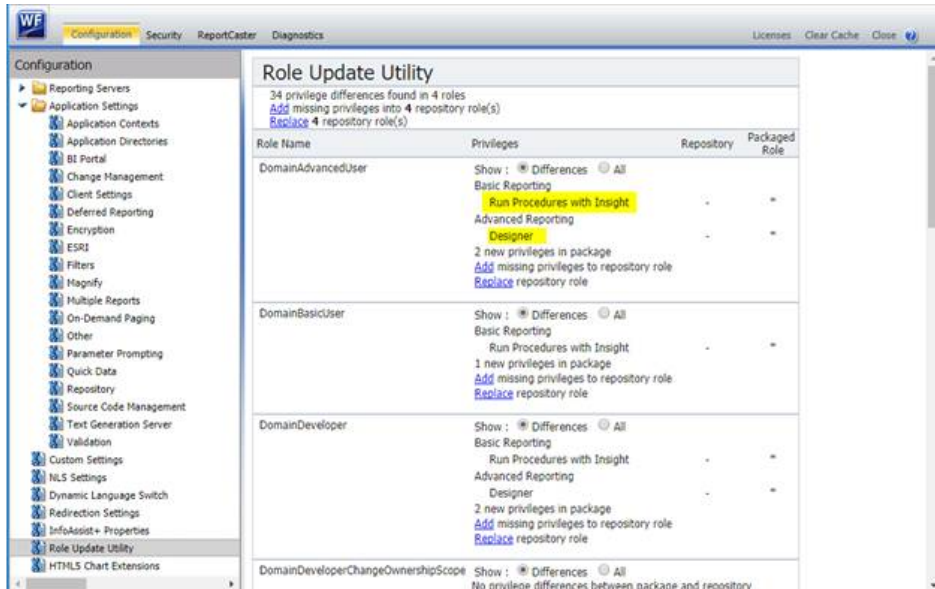 WF
Configuration Security ReportCaster Diagnostics Licenses Clear Cache Close ?
Configuration
Reporting Servers
Application Settings
Application Contexts
Application Directories
BI Portal
Change Management
Client Settings
Deferred Reporting
Encryption
ESRI
Filters
Magnify
Multiple Reports
On-Demand Paging
Other
Parameter Prompting
Quick Data
Repository
Source Code Management
Text Generation Server
Validation
Custom Settings
NLS Settings
Dynamic Language Switch
Redirection Settings
InfoAssist+ Properties
Role Update Utility
HTML5 Chart Extensions
Role Update Utility
34 privilege differences found in 4 roles
Add missing privileges into 4 repository role(s)
Replace 4 repository role(s)
Role Name Privileges Repository Packaged Role
DomainAdvancedUser Show : Differences All
Basic Reporting
Run Procedures with Insight - *
Advanced Reporting
Designer - *
2 new privileges in package
Add missing privileges to repository role
Replace repository role
DomainBasicUser Show : Differences All
Basic Reporting
Run Procedures with Insight - *
1 new privileges in package
Add missing privileges to repository role
Replace repository role
DomainDeveloper Show : Differences All
Basic Reporting
Run Procedures with Insight - *
Advanced Reporting
Designer - *
2 new privileges in package
Add missing privileges to repository role
Replace repository role
DomainDeveloperChangeOwnershipScope Show : Differences All
No privilege differences between package and repository